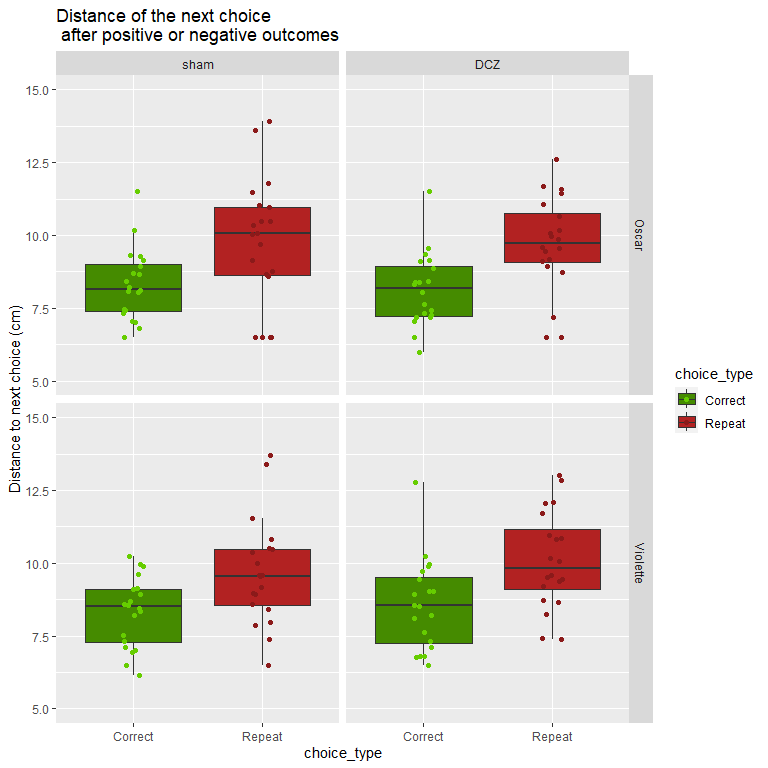 Distance of the next choice
after positive or negative outcomes
sham
DCZ
15.0
12.5
10.0
7.5
5.0
Oscar
15.0
12.5
10.0
7.5
5.0
Violette
Distance to next choice (cm)
Correct
Repeat
Correct
Repeat
choice_type
choice_type
Correct
Repeat